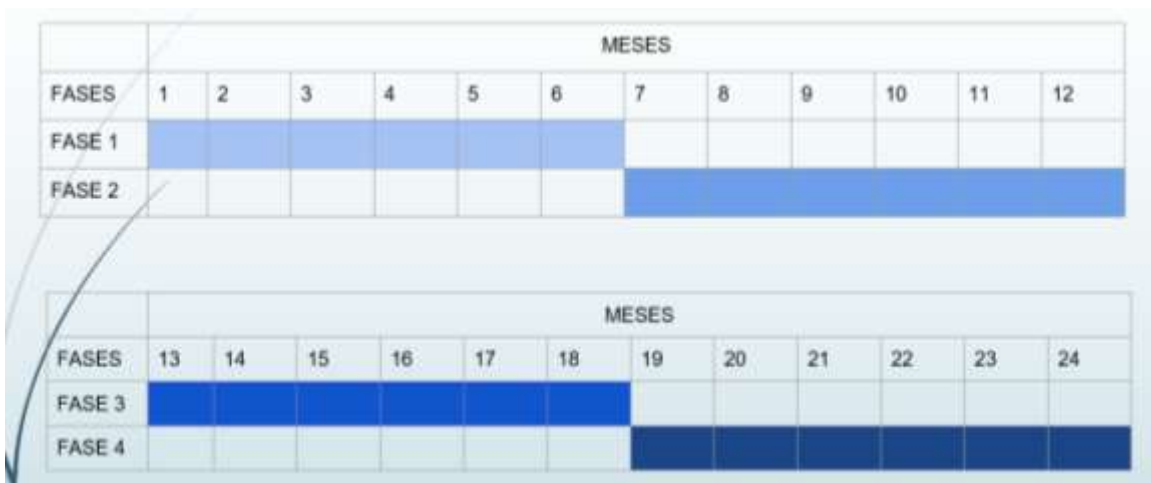 MESES
FASES 1 2 3 4 5 6 7 8 9 10 11 12
FASE 1
FASE 2
MESES
FASES 13 14 15 16 17 18 19 20 21 22 23 24
FASE 3
FASE 4